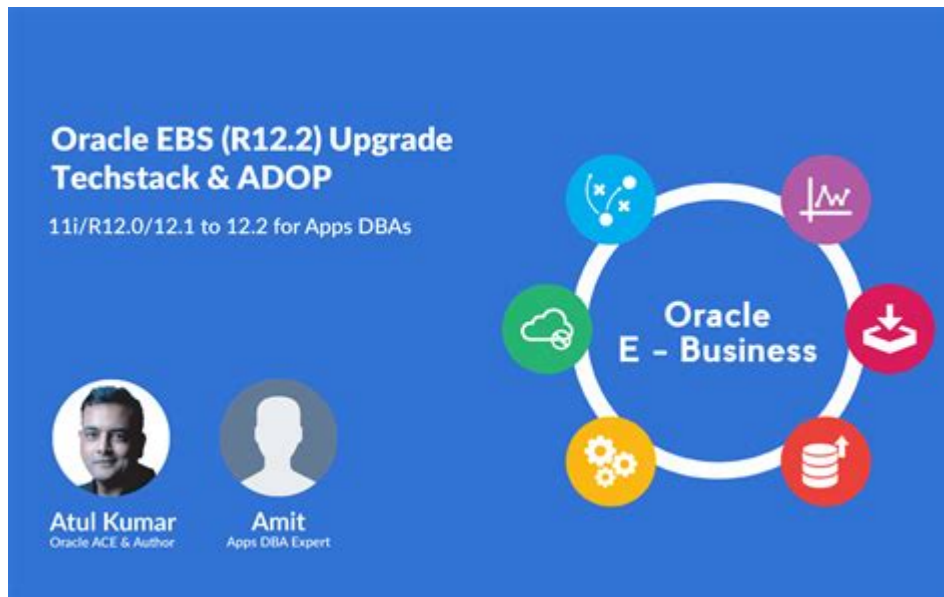 Oracle EBS (R12.2) Upgrade
Techstack & ADOP
11i/R12.0/12.1 to 12.2 for Apps DBAs
Oracle
E - Business
Atul Kumar
Oracle ACE & Author
Amit
Apps DBA Expert